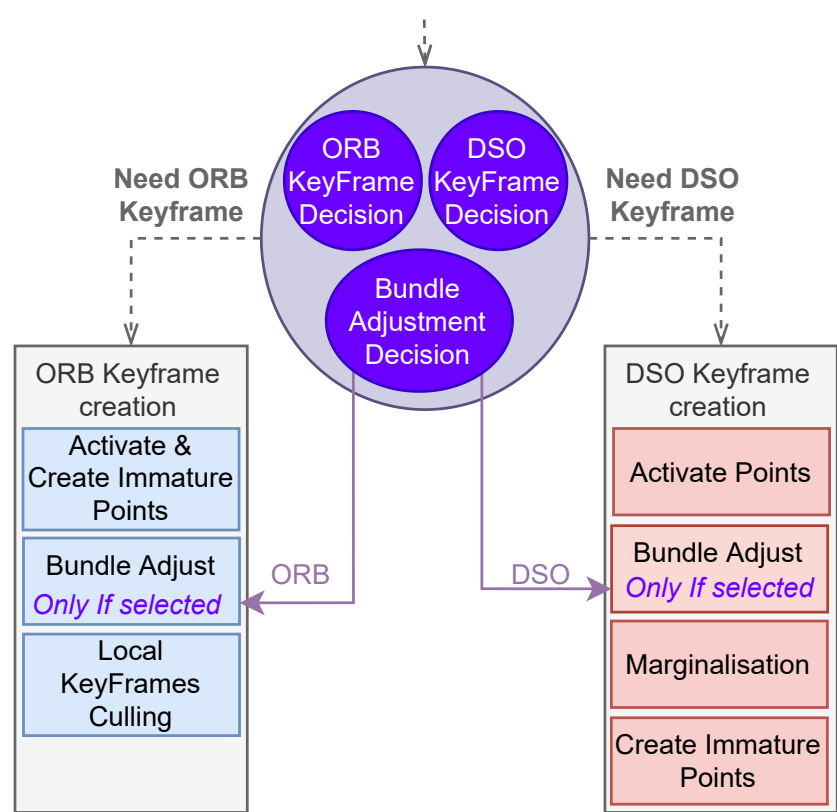 ORB
KeyFrame
Decision
DSO
KeyFrame
Decision
Need ORB
Keyframe
Need DSO
Keyframe
Bundle
Adjustment
Decision
ORB Keyframe
creation
Activate &
Create Immature
Points
Bundle Adjust
Only If selected
Local
KeyFrames
Culling
ORB
DSO
DSO Keyframe
creation
Activate Points
Bundle Adjust
Only If selected
Marginalisation
Create Immature
Points